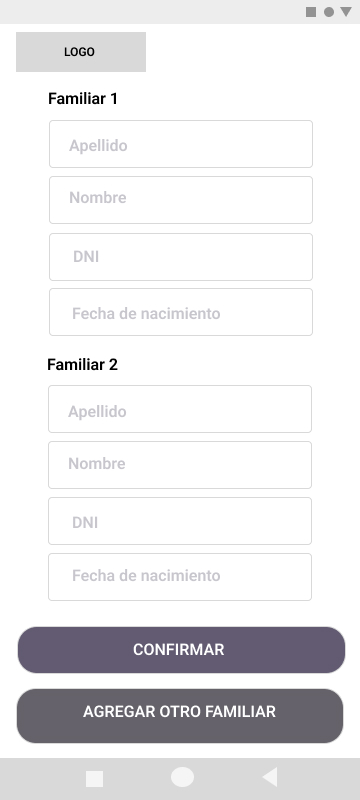 LOGO
Familiar 1
Apellido
Nombre
DNI
Fecha de nacimiento
Familiar 2
Apellido
Nombre
DNI
Fecha de nacimiento
CONFIRMAR
AGREGAR OTRO FAMILIAR